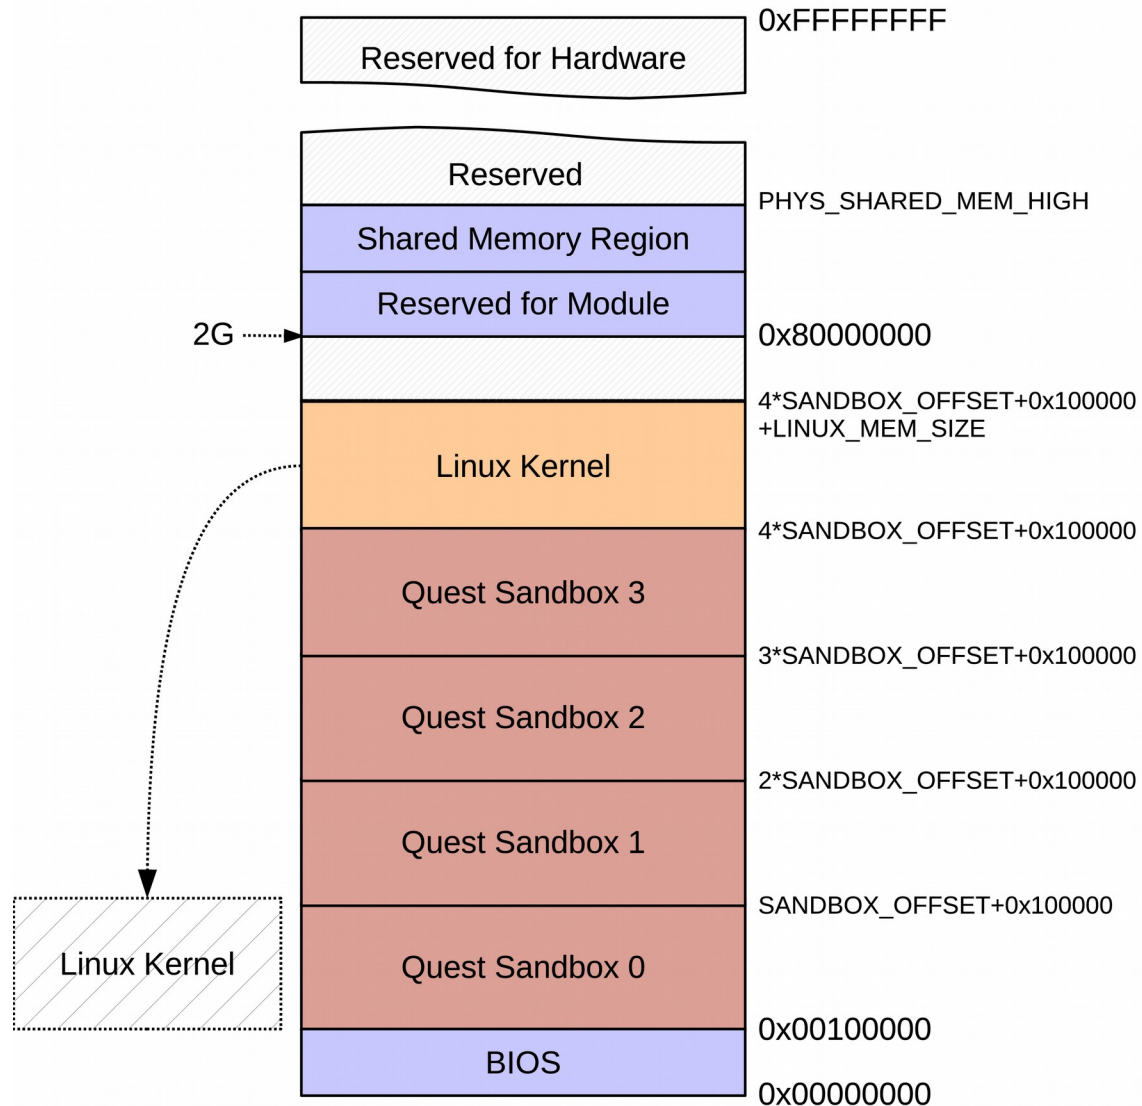 0xFFFFFFFF
Reserved for Hardware
Reserved
PHYS_SHARED_MEM_HIGH
Shared Memory Region
Reserved for Module
2G
0x80000000
4*SANDBOX_OFFSET+0x100000
+LINUX_MEM_SIZE
Linux Kernel
4*SANDBOX_OFFSET+0x100000
Quest Sandbox 3
3*SANDBOX_OFFSET+0x100000
Quest Sandbox 2
2*SANDBOX_OFFSET+0x100000
Quest Sandbox 1
SANDBOX_OFFSET+0x100000
Linux Kernel
Quest Sandbox 0
0x00100000
BIOS
0x00000000